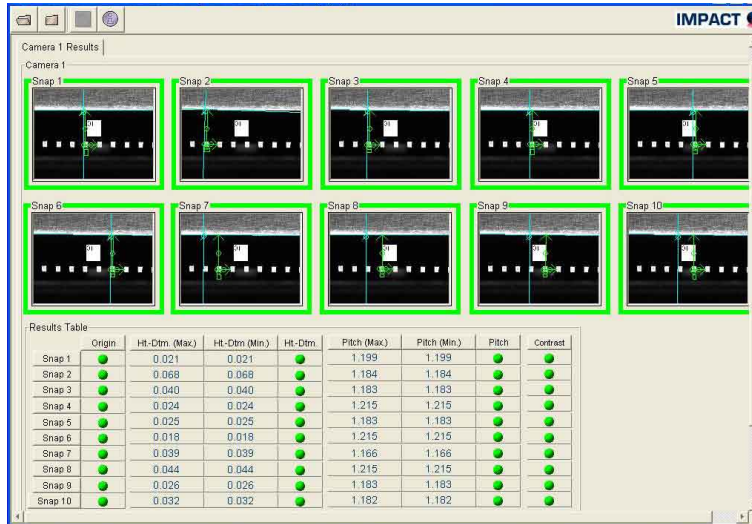 IMPACT
Camera 1 Results
Camera 1
Snap 1 Snap 2 Snap 3 Snap 4 Snap 5
Snap 6 Snap 7 Snap 8 Snap 9 Snap 10
Results Table
Origin Ht.-Dtm. (Max.) Ht.-Dtm (Min.) Ht-Dtm. Pitch (Max.) Pitch (Min.) Pitch Contrast
Snap 1 0.021 0.021 1.199 1.199
Snap 2 0.068 0.068 1.184 1.184
Snap 3 0.040 0.040 1.183 1.183
Snap 4 0.024 0.024 1.215 1.215
Snap 5 0.025 0.025 1.183 1.183
Snap 6 0.018 0.018 1.215 1.215
Snap 7 0.039 0.039 1.166 1.166
Snap 8 0.044 0.044 1.215 1.215
Snap 9 0.026 0.026 1.183 1.183
Snap 10 0.032 0.032 1.182 1.182